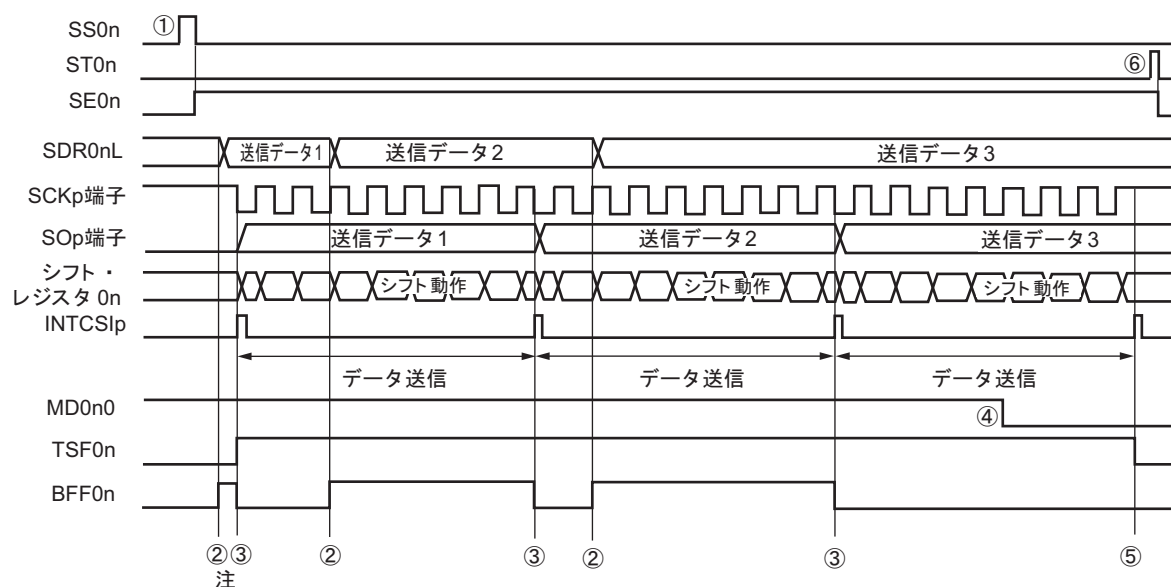 SS0n ①
ST0n ⑥
SE0n
SDR0nL 送信データ1 送信データ2 送信データ3
SCKp端子
SOp端子 送信データ1 送信データ2 送信データ3
シフト・
レジスタ 0n シフト動作 シフト動作 シフト動作
INTCSIp
データ送信 データ送信 データ送信
MD0n0 ④
TSF0n
BFF0n
②③ ② ③ ② ③ ⑤
注